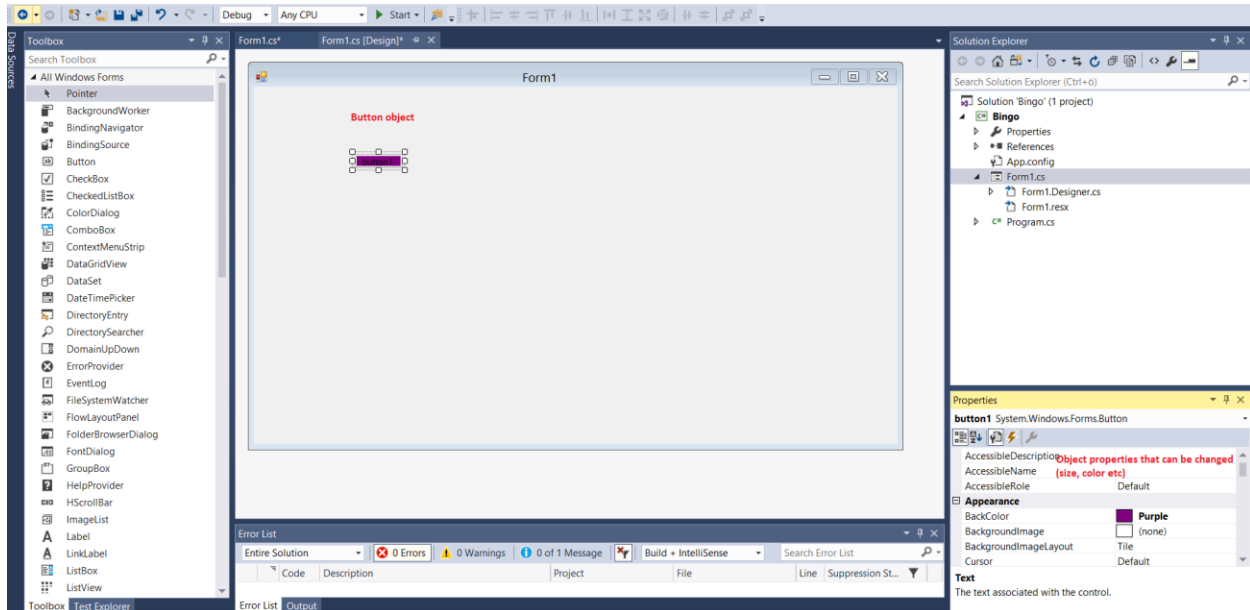 Debug Any CPU Start
Data Sources
Toolbox
Search Toolbox
All Windows Forms
Pointer
BackgroundWorker
BindingNavigator
BindingSource
Button
CheckBox
CheckedListBox
ColorDialog
ComboBox
ContextMenuStrip
DataGridView
DataSet
DateTimePicker
DirectoryEntry
DirectorySearcher
DomainUpDown
ErrorProvider
EventLog
FileSystemWatcher
FlowLayoutPanel
FolderBrowserDialog
FontDialog
GroupBox
HelpProvider
HScrollBar
ImageList
Label
LinkLabel
ListBox
ListView
Toolbox Test Explorer
Form1.cs* Form1.cs [Design]*
Form1
Button object
button1
Error List
Entire Solution 0 Errors 0 Warnings 0 of 1 Message Build + IntelliSense Search Error List
Code Description Project File Line Suppression St...
Error List Output
Solution Explorer
Search Solution Explorer (Ctrl+ö)
Solution 'Bingo' (1 project)
C# Bingo
Properties
References
App.config
Form1.cs
Form1.Designer.cs
Form1.resx
C# Program.cs
Properties
button1 System.Windows.Forms.Button
AccessibleDescription
Object properties that can be changed
AccessibleName
(size, color etc)
AccessibleRole Default
Appearance
BackColor Purple
BackgroundImage (none)
BackgroundImageLayout Tile
Cursor Default
Text
The text associated with the control.